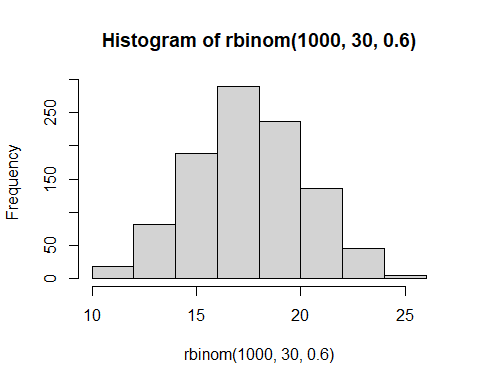 Histogram of rbinom(1000, 30, 0.6)
Frequency
250
150
50
0
10 15 20 25
rbinom(1000, 30, 0.6)